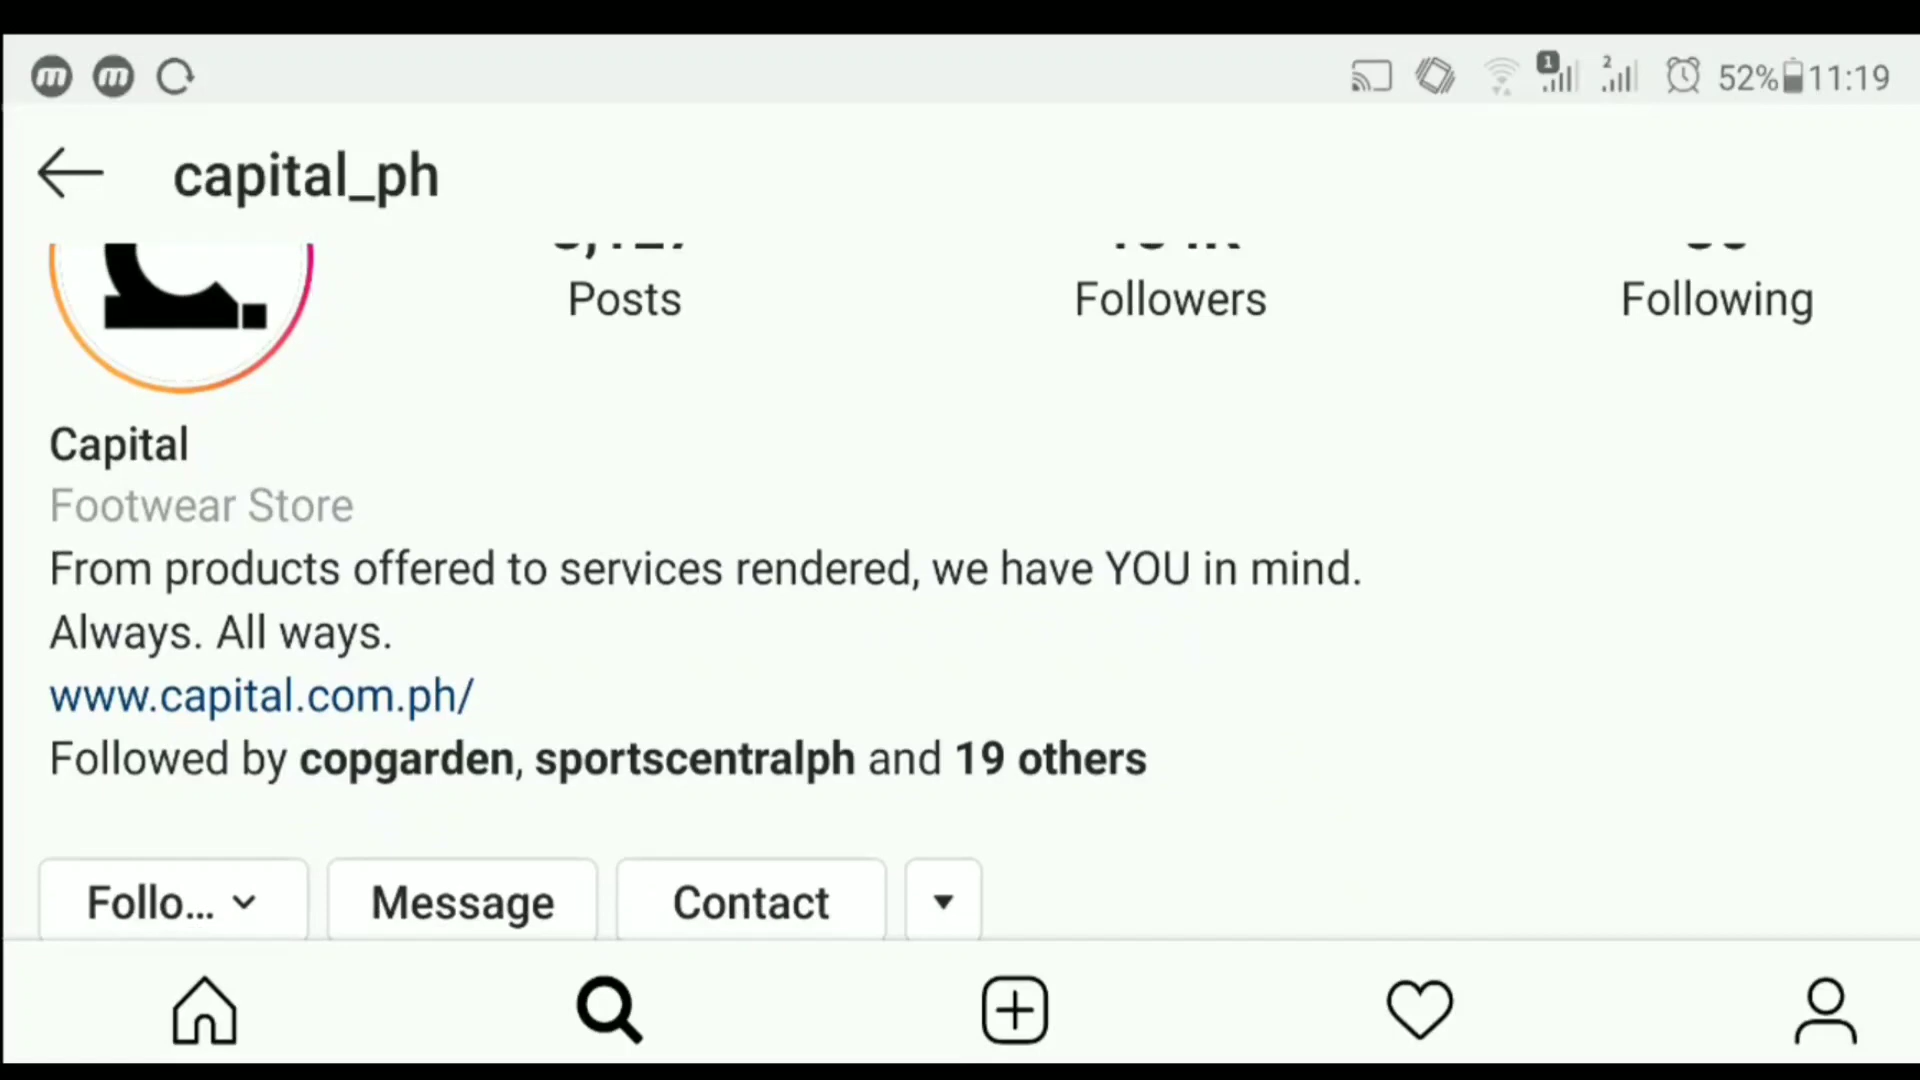 52% 11:19
capital_ph
Posts Followers Following
Capital
Footwear Store
From products offered to services rendered, we have YOU in mind.
Always. All ways.
www.capital.com.ph/
Followed by copgarden, sportscentralph and 19 others
Follo... Message Contact